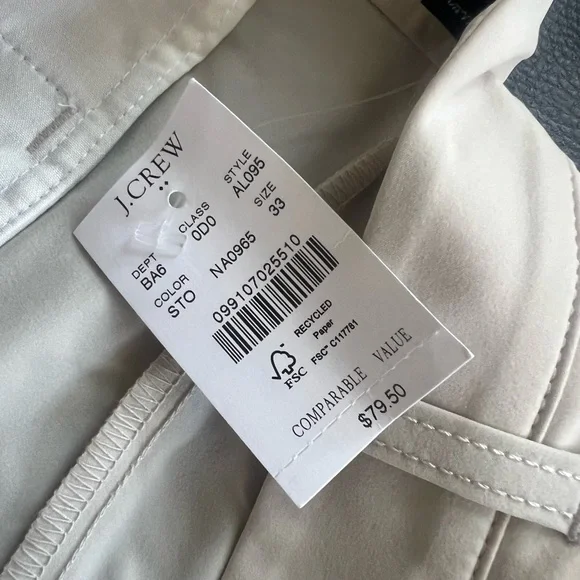 J.CREW
DEPT CLASS STYLE
BA6 0D0 AL095
COLOR SIZE
STO NA0965 33
099107025510
RECYCLED
Paper
FSC FSC® C117781
COMPARABLE VALUE
$79.50